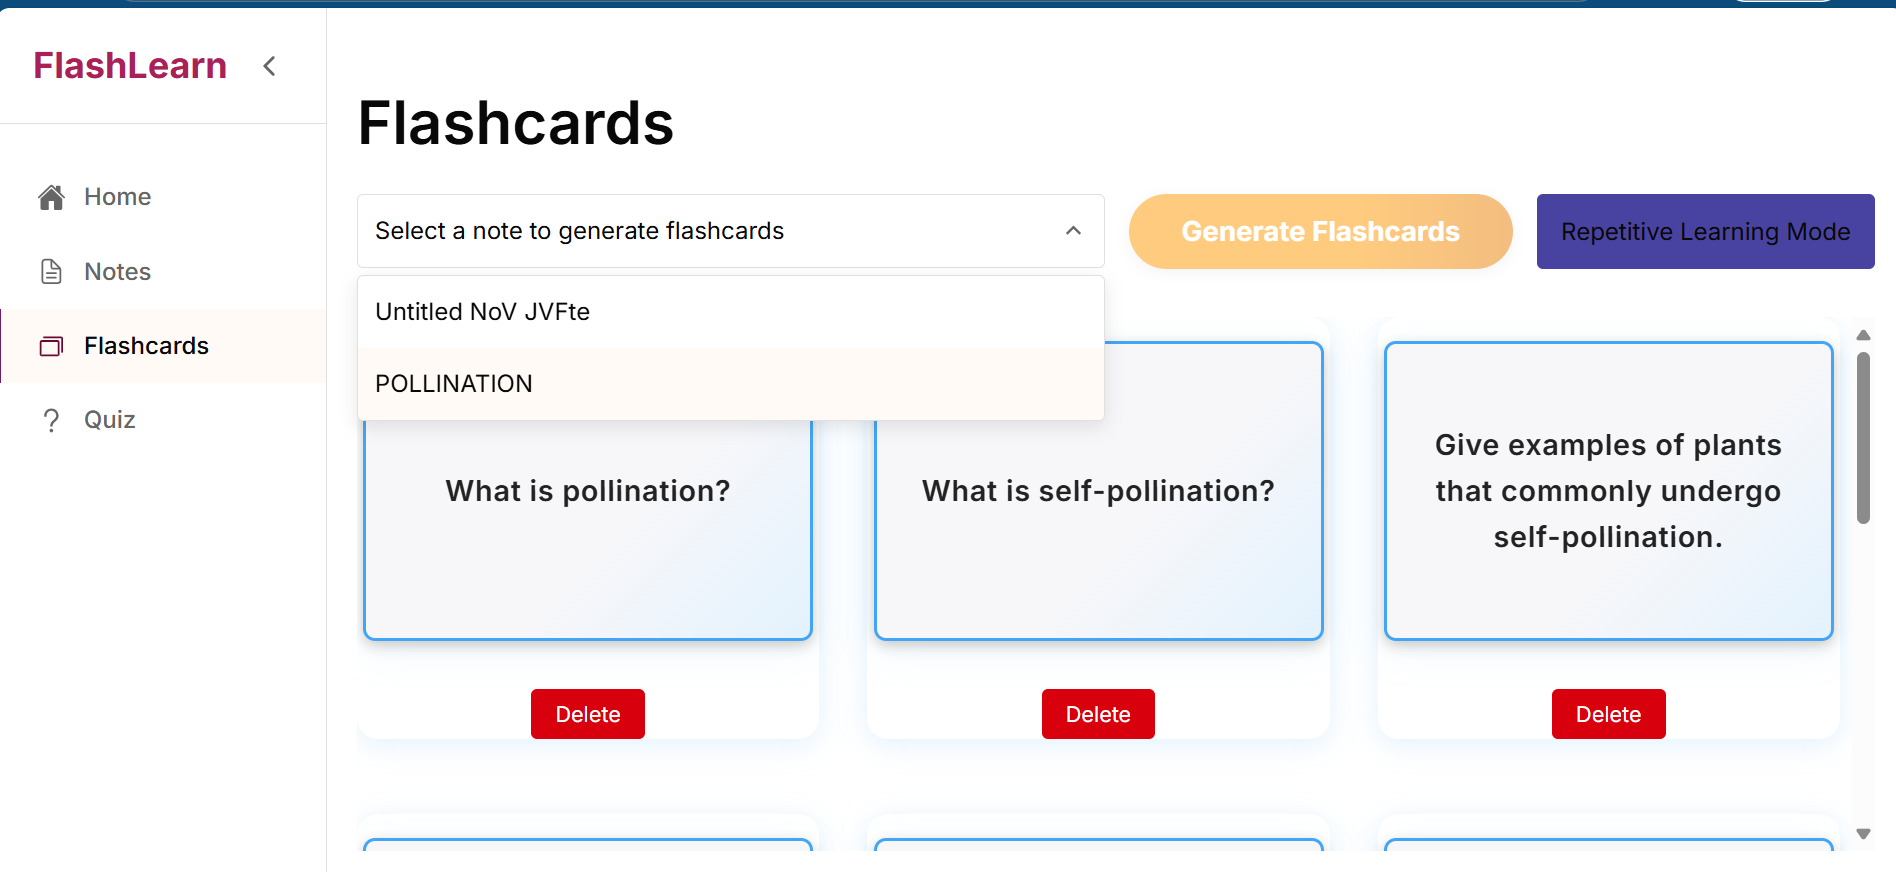 FlashLearn
Home
Notes
Flashcards
Quiz
Flashcards
Select a note to generate flashcards
Generate Flashcards
Repetitive Learning Mode
Untitled NoV JVFte
POLLINATION
What is pollination?
What is self-pollination?
Give examples of plants
that commonly undergo
self-pollination.
Delete
Delete
Delete